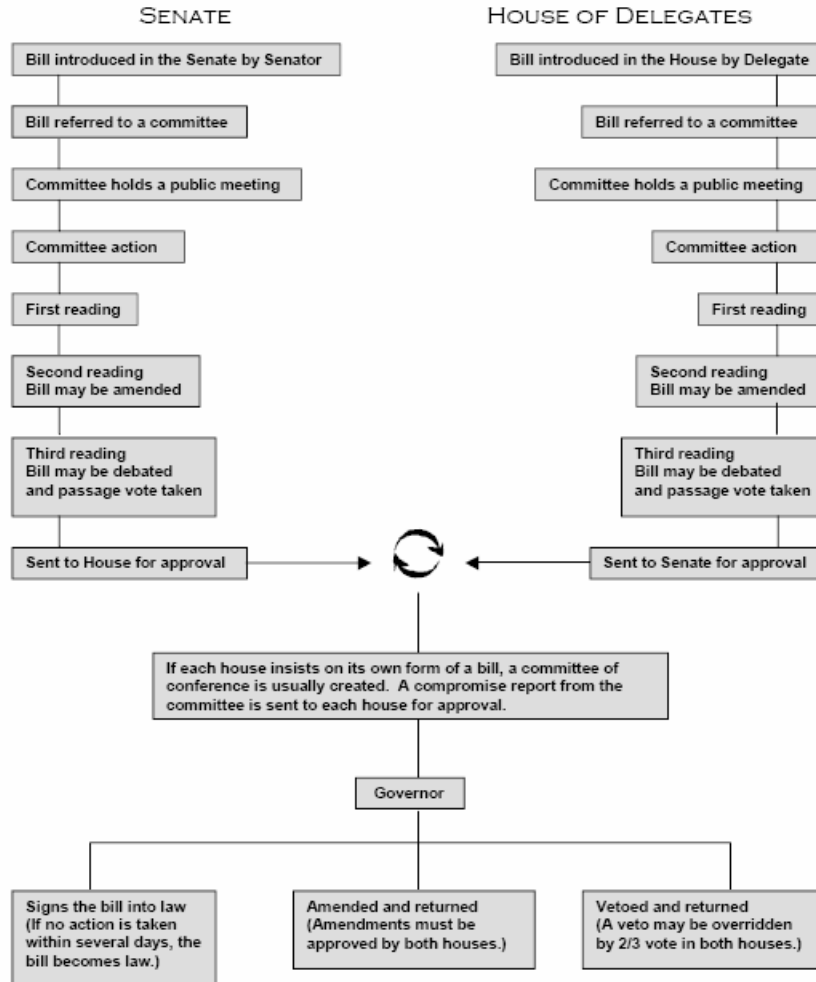 SENATE
HOUSE OF DELEGATES
Bill introduced in the Senate by Senator
Bill introduced in the House by Delegate
Bill referred to a committee
Bill referred to a committee
Committee holds a public meeting
Committee holds a public meeting
Committee action
Committee action
First reading
First reading
Second reading
Bill may be amended
Second reading
Bill may be amended
Third reading
Bill may be debated
and passage vote taken
Third reading
Bill may be debated
and passage vote taken
Sent to House for approval
Sent to Senate for approval
If each house insists on its own form of a bill, a committee of
conference is usually created. A compromise report from the
committee is sent to each house for approval.
Governor
Signs the bill into law
(If no action is taken
within several days, the
bill becomes law.)
Amended and returned
(Amendments must be
approved by both houses.)
Vetoed and returned
(A veto may be overridden
by 2/3 vote in both houses.)